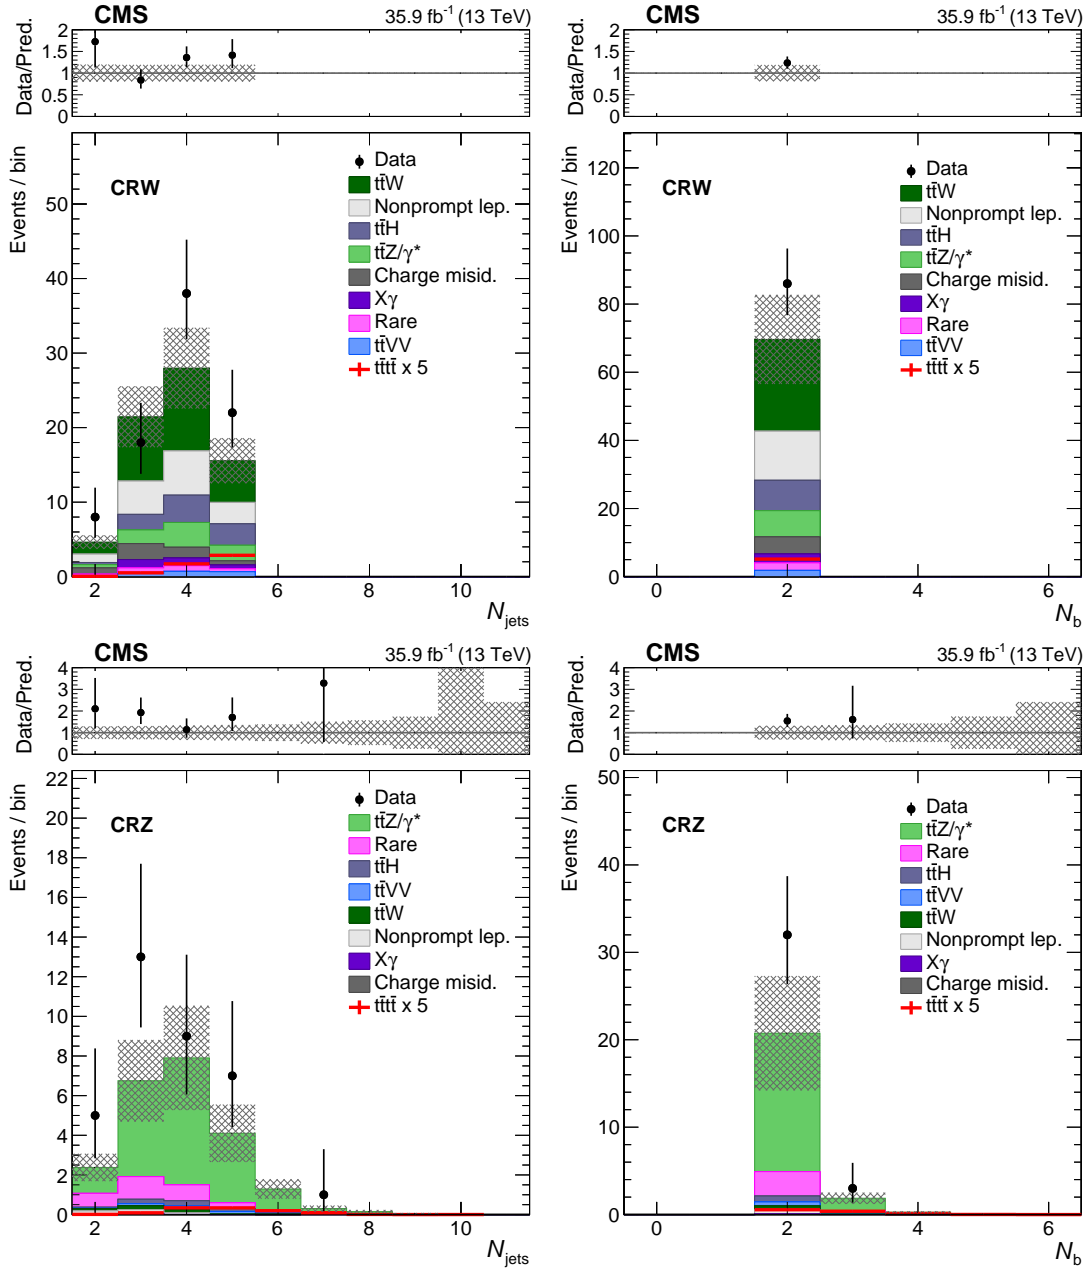 CMS 35.9 fb⁻¹ (13 TeV)
Data/Pred.
2
1.5
1
0.5
0
Events / bin
50
40
30
20
10
0
CRW
Data
tt̄W
Nonprompt lep.
tt̄H
tt̄Z/γ*
Charge misid.
Xγ
Rare
tt̄VV
tt̄tt̄ x 5
2 4 6 8 10
N_jets
CMS 35.9 fb⁻¹ (13 TeV)
Data/Pred.
2
1.5
1
0.5
0
Events / bin
120
100
80
60
40
20
0
CRW
Data
tt̄W
Nonprompt lep.
tt̄H
tt̄Z/γ*
Charge misid.
Xγ
Rare
tt̄VV
tt̄tt̄ x 5
0 2 4 6
N_b
CMS 35.9 fb⁻¹ (13 TeV)
Data/Pred.
4
3
2
1
0
Events / bin
22
20
18
16
14
12
10
8
6
4
2
0
CRZ
Data
tt̄Z/γ*
Rare
tt̄H
tt̄VV
tt̄W
Nonprompt lep.
Xγ
Charge misid.
tt̄tt̄ x 5
2 4 6 8 10
N_jets
CMS 35.9 fb⁻¹ (13 TeV)
Data/Pred.
4
3
2
1
0
Events / bin
50
40
30
20
10
0
CRZ
Data
tt̄Z/γ*
Rare
tt̄H
tt̄VV
tt̄W
Nonprompt lep.
Xγ
Charge misid.
tt̄tt̄ x 5
0 2 4 6
N_b